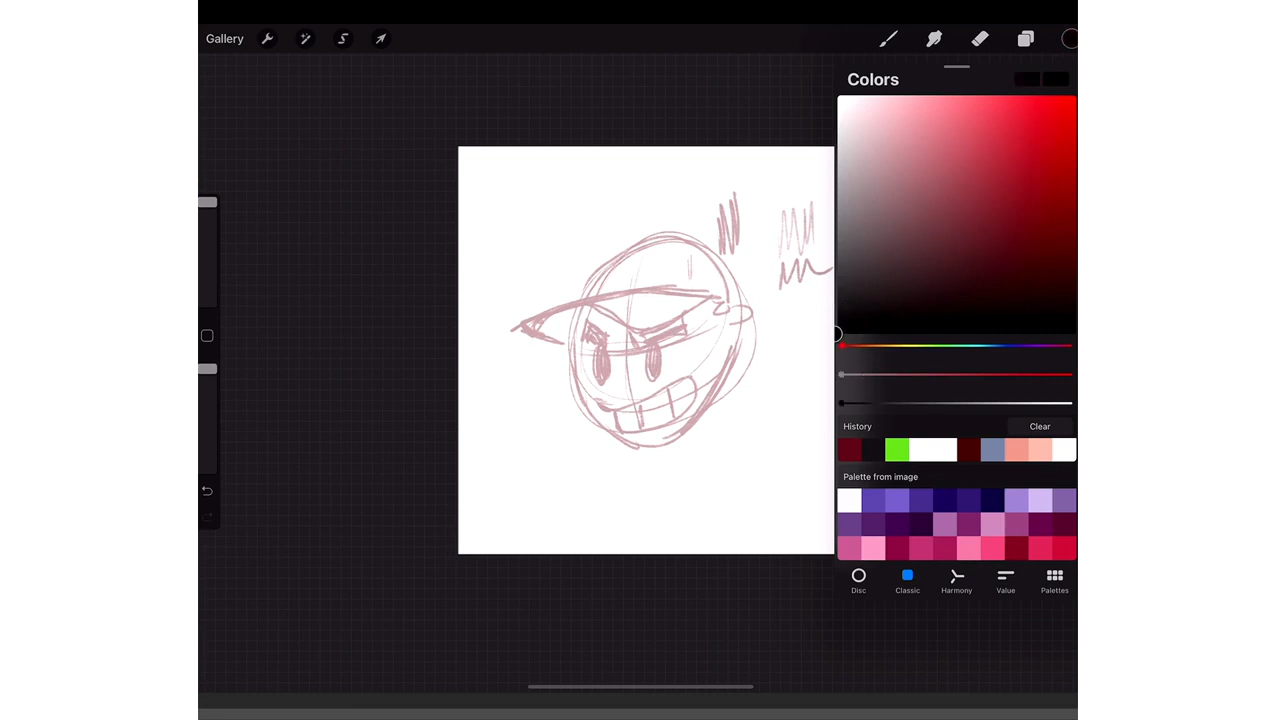 Gallery
Colors
History
Clear
Palette from image
Disc
Classic
Harmony
Value
Palettes